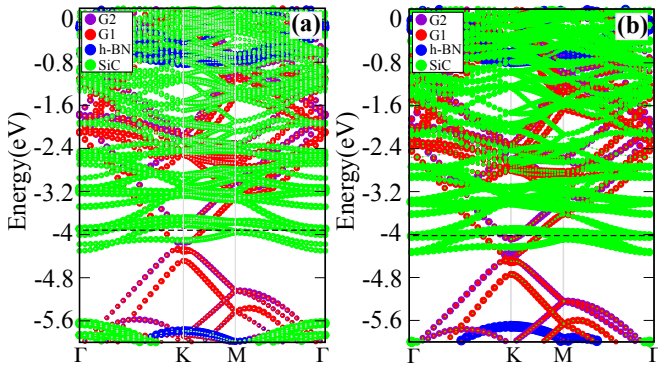 0
-0.8
-1.6
-2.4
-3.2
-4
-4.8
-5.6
Energy(eV)
G2
G1
h-BN
SiC
(a)
Γ K M Γ
0
-0.8
-1.6
-2.4
-3.2
-4
-4.8
-5.6
Energy(eV)
G2
G1
h-BN
SiC
(b)
Γ K M Γ